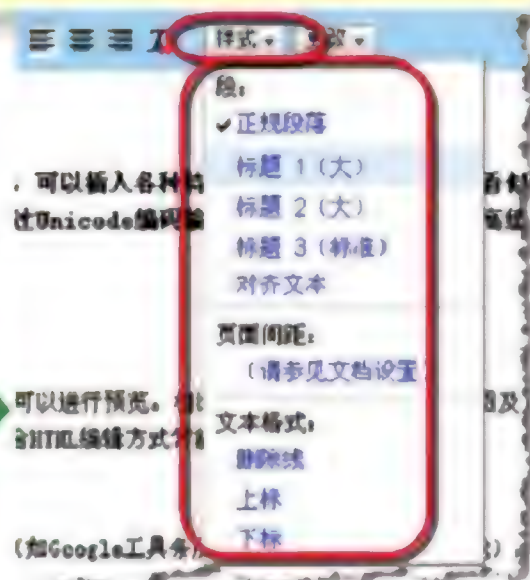 样式
段：
正规段落
标题 1（大）
标题 2（大）
标题 3（标准）
对齐文本
页面间距：
（请参见文档设置
文本格式：
删除线
上标
下标
，可以插入各种
过Unicode编码
可以进行预览。
含HTML编辑方式
（如Google工具条